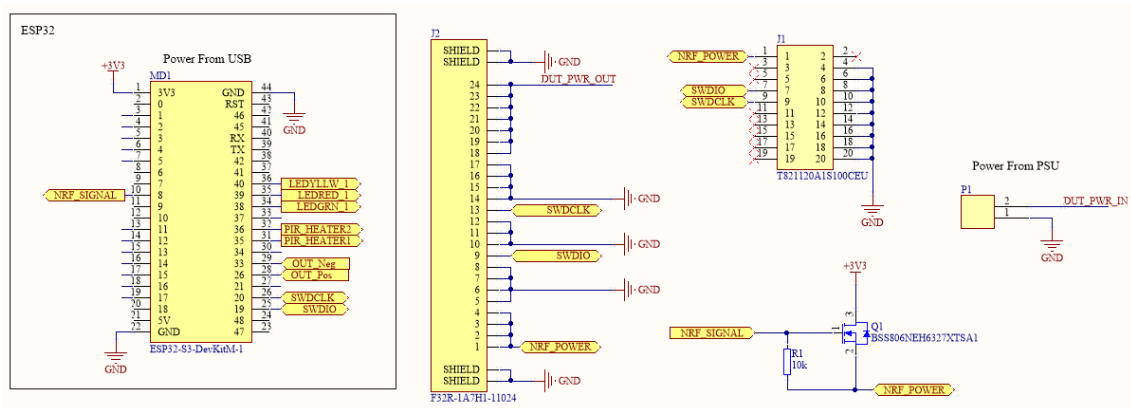 ESP32
Power From USB
+3V3
MD1
1 3V3 GND 44
2 0 RST 43
3 1 46 42
4 2 45 41
5 3 RX 40
6 4 TX 39
7 5 42 38
8 6 41 37
9 7 40 36 LEDYLLW_1
NRF_SIGNAL 10 8 39 35 LEDRED_1
11 9 38 34 LEDGRN_1
12 10 37 33
13 11 36 32 PIR_HEATER2
14 12 35 31 PIR_HEATER1
15 13 34 30
16 14 33 29 OUT_Neg
17 15 26 28 OUT_Pos
18 16 21 27
19 17 20 26 SWDCLK
20 18 19 25 SWDIO
21 5V 48 24
22 GND 47 23
GND
GND
ESP32-S3-DevKitM-1
J2
SHIELD
SHIELD
GND
24 DUT_PWR_OUT
23
22
21
20
19
18
17
16
15
14 GND
13 SWDCLK
12
11
10 GND
9 SWDIO
8
7
6 GND
5
4
3
2
1 NRF_POWER
SHIELD
SHIELD
GND
F32R-1A7H1-11024
J1
NRF_POWER 1 1 2 2
3 3 4 4
5 5 6 6
SWDIO 7 7 8 8
SWDCLK 9 9 10 10
11 11 12 12
13 13 14 14
15 15 16 16
17 17 18 18
19 19 20 20
T821120A1S100CEU
GND
Power From PSU
P1
2 DUT_PWR_IN
1
GND
+3V3
3
NRF_SIGNAL
1
Q1
BSS806NEH6327XTSA1
2
R1
10k
NRF_POWER